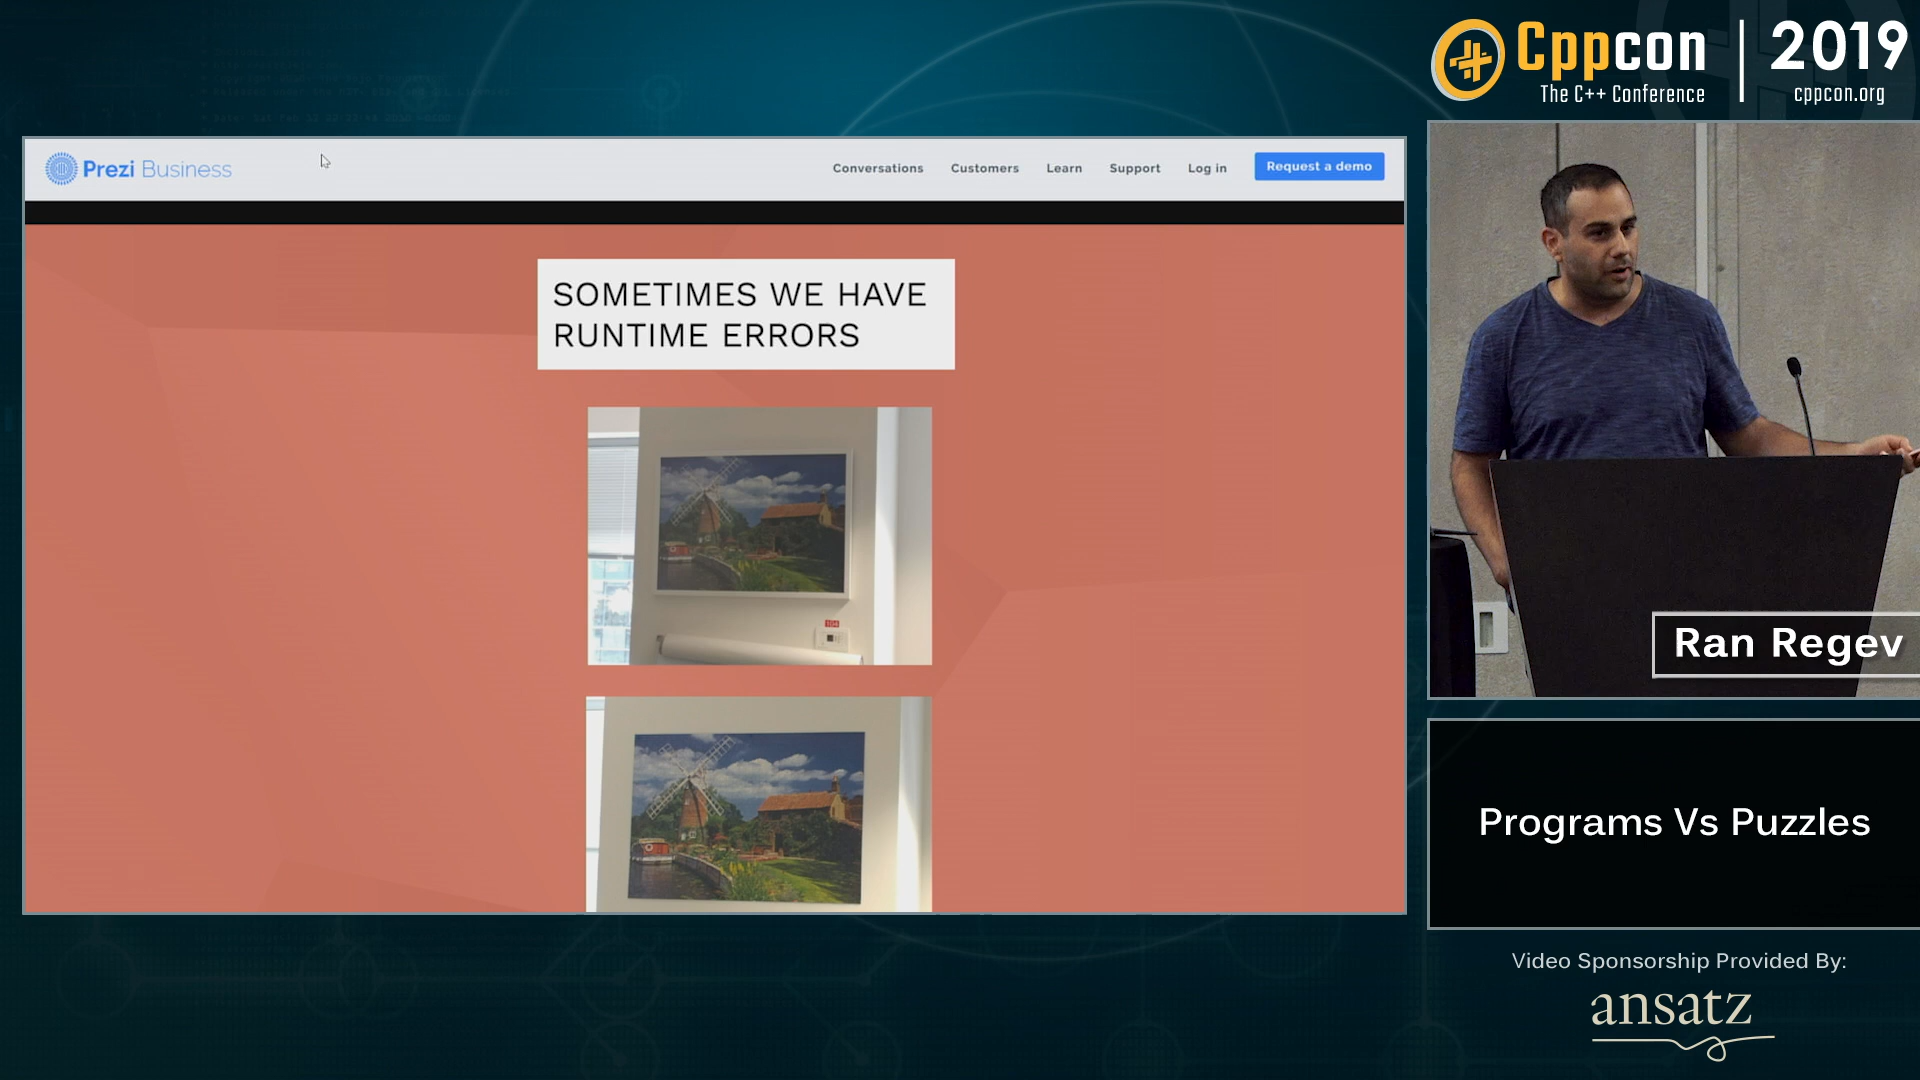 Cppcon
The C++ Conference
2019
cppcon.org
Prezi Business
Conversations
Customers
Learn
Support
Log in
Request a demo
SOMETIMES WE HAVE
RUNTIME ERRORS
104
Ran Regev
Programs Vs Puzzles
Video Sponsorship Provided By:
ansatz